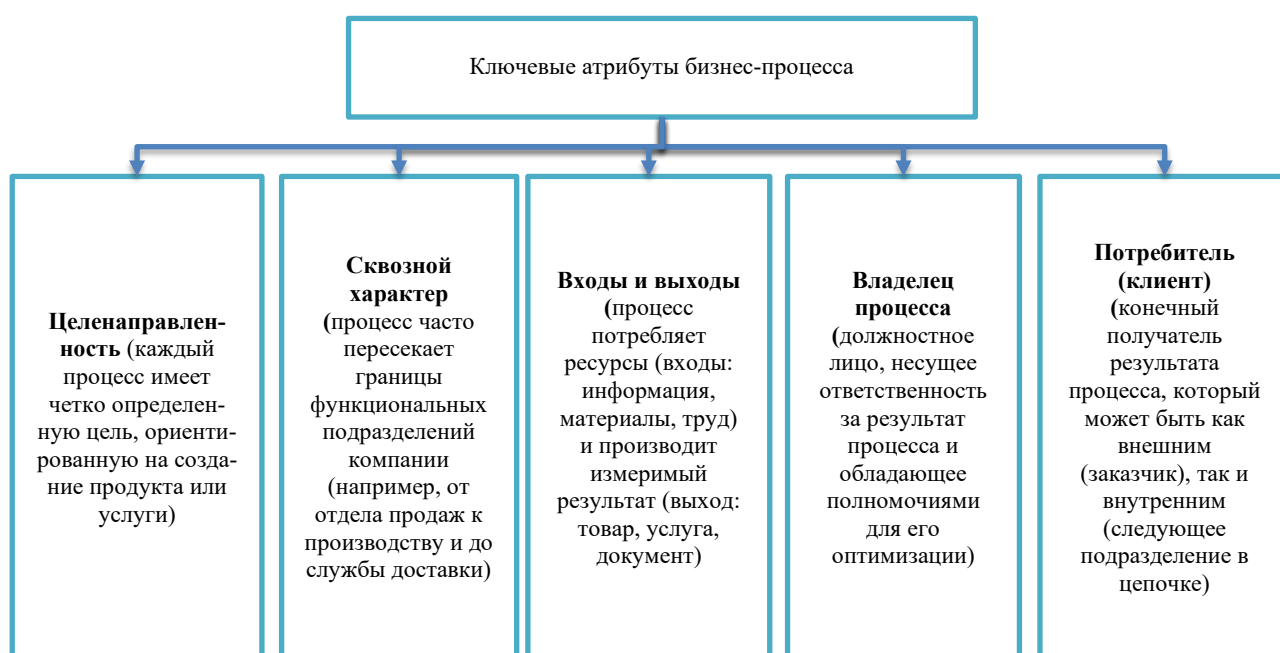 Ключевые атрибуты бизнес-процесса
Целенаправлен-
ность (каждый
процесс имеет
четко определен-
ную цель, ориенти-
рованную на созда-
ние продукта или
услуги)
Сквозной
характер
(процесс часто
пересекает
границы
функциональных
подразделений
компании
(например, от
отдела продаж к
производству и до
службы доставки)
Входы и выходы
(процесс
потребляет
ресурсы (входы:
информация,
материалы, труд)
и производит
измеримый
результат (выход:
товар, услуга,
документ)
Владелец
процесса
(должностное
лицо, несущее
ответственность
за результат
процесса и
обладающее
полномочиями
для его
оптимизации)
Потребитель
(клиент)
(конечный
получатель
результата
процесса, который
может быть как
внешним
(заказчик), так и
внутренним
(следующее
подразделение в
цепочке)